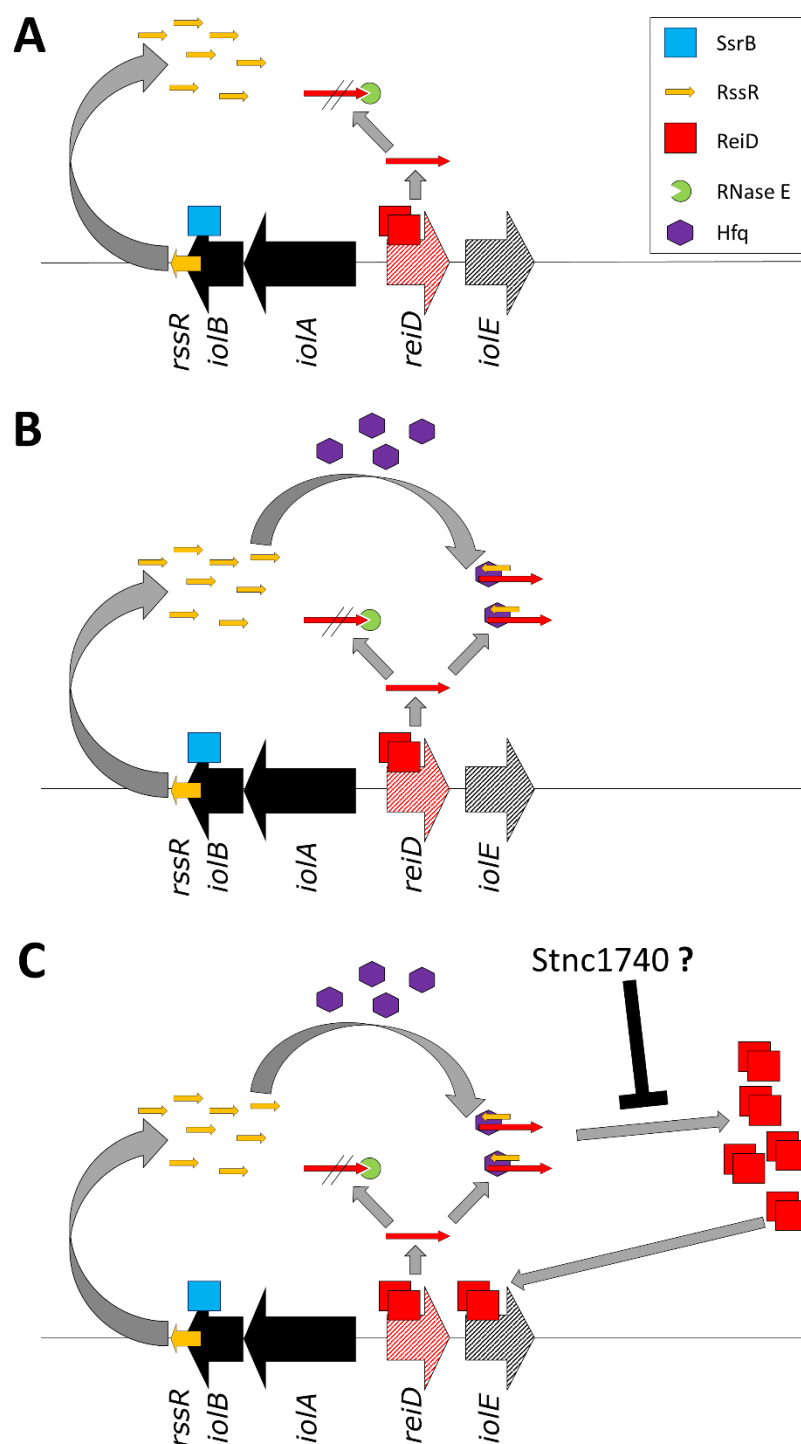 A
SsrB
RssR
ReiD
RNase E
Hfq
rssR
iolB
iolA
reiD
iolE
B
rssR
iolB
iolA
reiD
iolE
C
Stnc1740 ?
rssR
iolB
iolA
reiD
iolE